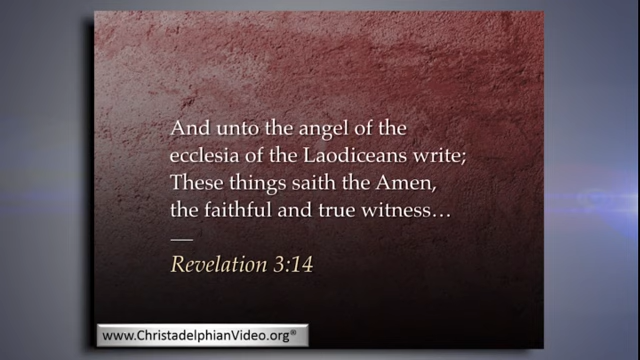 And unto the angel of the
ecclesia of the Laodiceans write;
These things saith the Amen,
the faithful and true witness…
—
Revelation 3:14
www.ChristadelphianVideo.org®